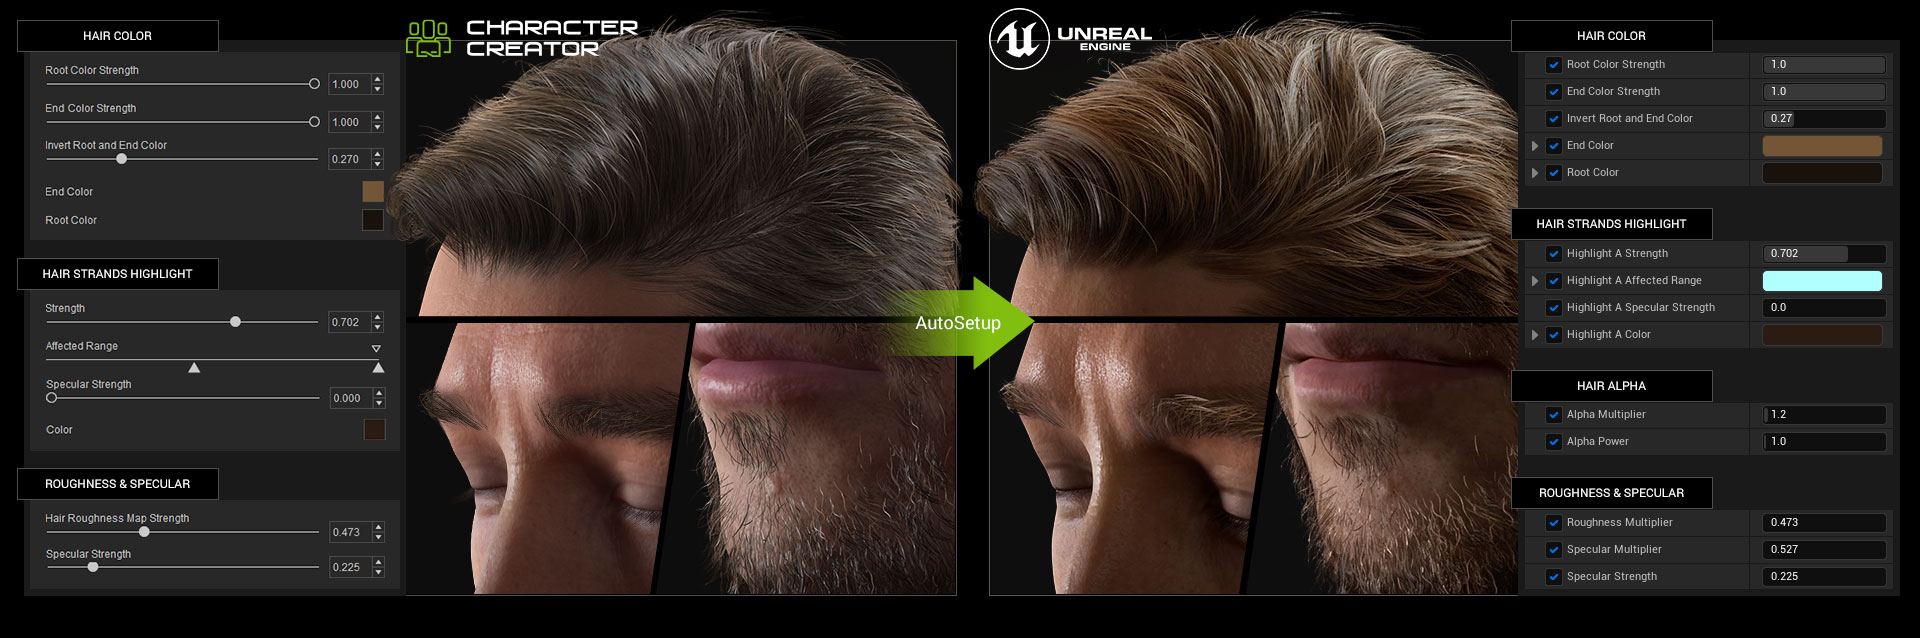 HAIR COLOR
Root Color Strength
1.000
End Color Strength
1.000
Invert Root and End Color
0.270
End Color
Root Color
HAIR STRANDS HIGHLIGHT
Strength
0.702
Affected Range
Specular Strength
0.000
Color
ROUGHNESS & SPECULAR
Hair Roughness Map Strength
0.473
Specular Strength
0.225
CHARACTER
CREATOR
AutoSetup
UNREAL
ENGINE
HAIR COLOR
Root Color Strength 1.0
End Color Strength 1.0
Invert Root and End Color 0.27
End Color
Root Color
HAIR STRANDS HIGHLIGHT
Highlight A Strength 0.702
Highlight A Affected Range
Highlight A Specular Strength 0.0
Highlight A Color
HAIR ALPHA
Alpha Multiplier 1.2
Alpha Power 1.0
ROUGHNESS & SPECULAR
Roughness Multiplier 0.473
Specular Multiplier 0.527
Specular Strength 0.225